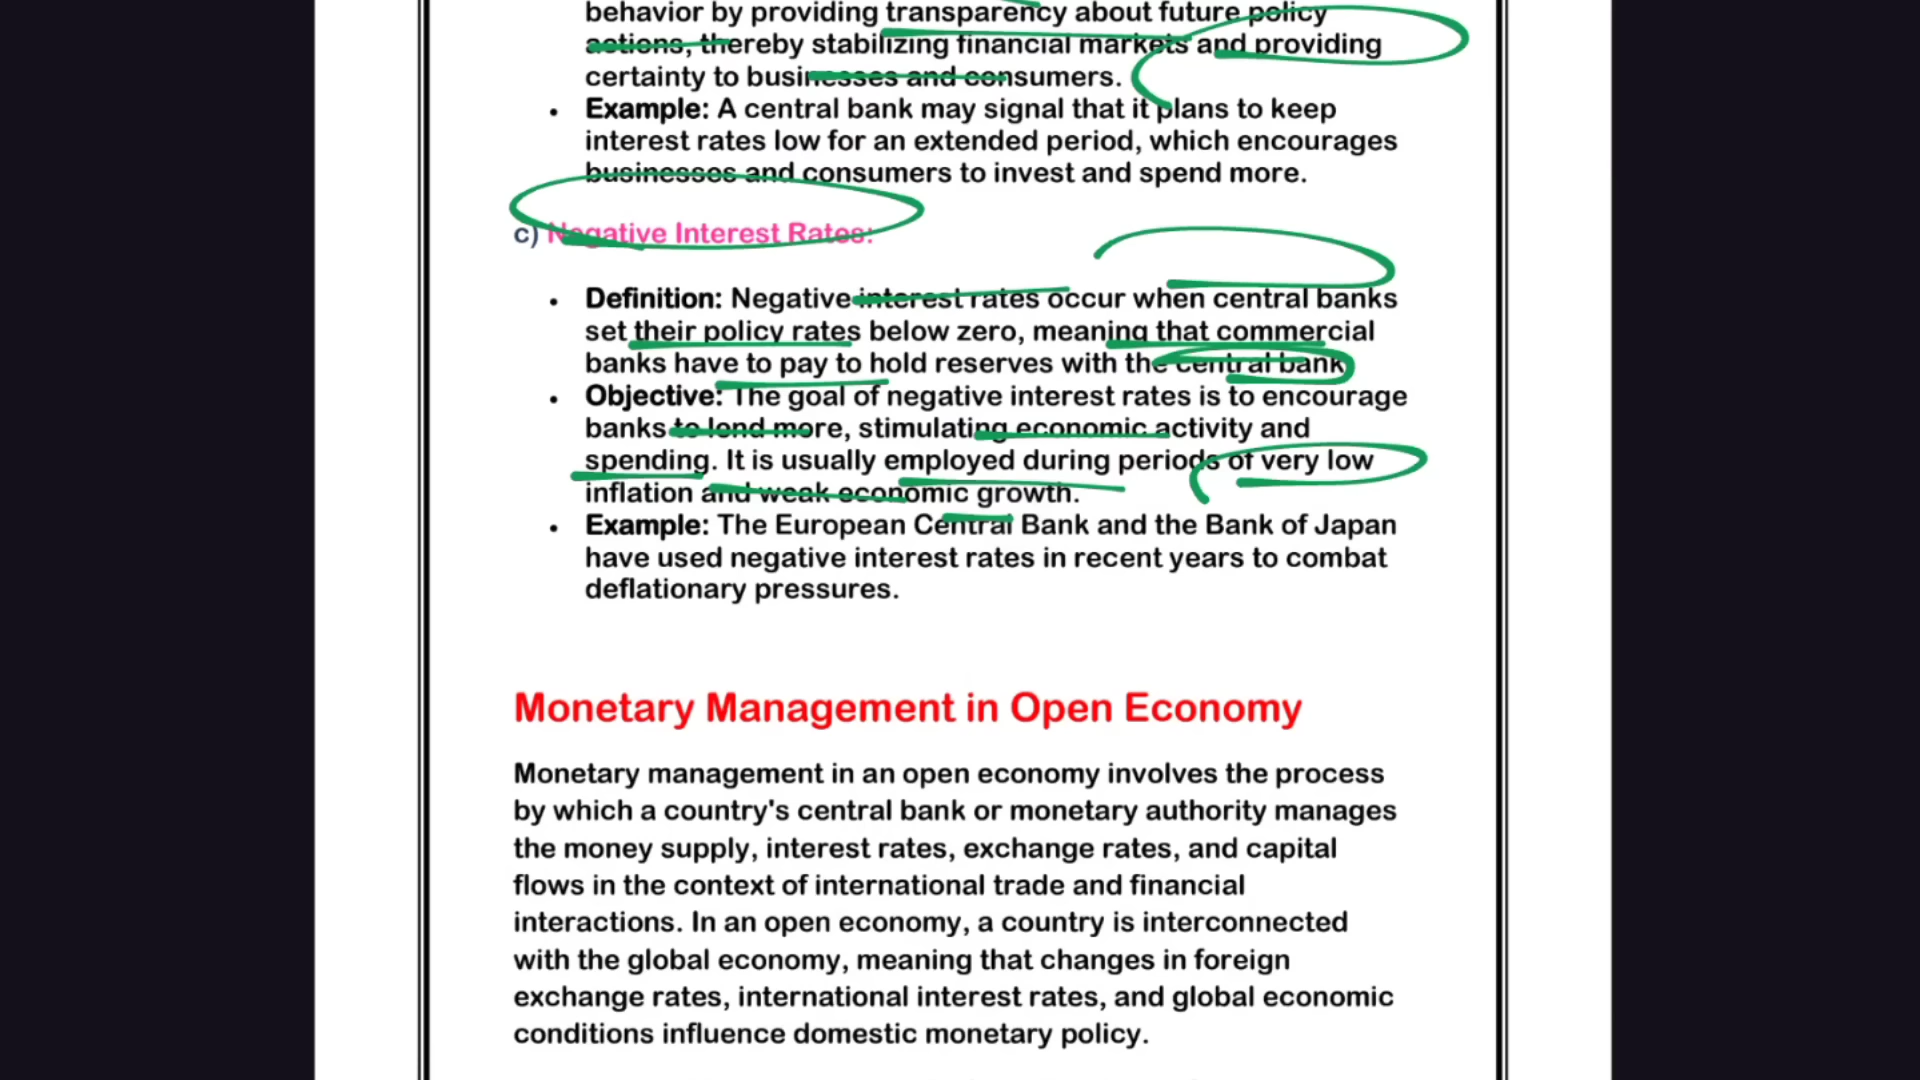 behavior by providing transparency about future policy
actions, thereby stabilizing financial markets and providing
certainty to businesses and consumers.
• Example: A central bank may signal that it plans to keep
interest rates low for an extended period, which encourages
businesses and consumers to invest and spend more.
c) Negative Interest Rates:
• Definition: Negative interest rates occur when central banks
set their policy rates below zero, meaning that commercial
banks have to pay to hold reserves with the central bank
• Objective: The goal of negative interest rates is to encourage
banks to lend more, stimulating economic activity and
spending. It is usually employed during periods of very low
inflation and weak economic growth.
• Example: The European Central Bank and the Bank of Japan
have used negative interest rates in recent years to combat
deflationary pressures.
Monetary Management in Open Economy
Monetary management in an open economy involves the process
by which a country's central bank or monetary authority manages
the money supply, interest rates, exchange rates, and capital
flows in the context of international trade and financial
interactions. In an open economy, a country is interconnected
with the global economy, meaning that changes in foreign
exchange rates, international interest rates, and global economic
conditions influence domestic monetary policy.